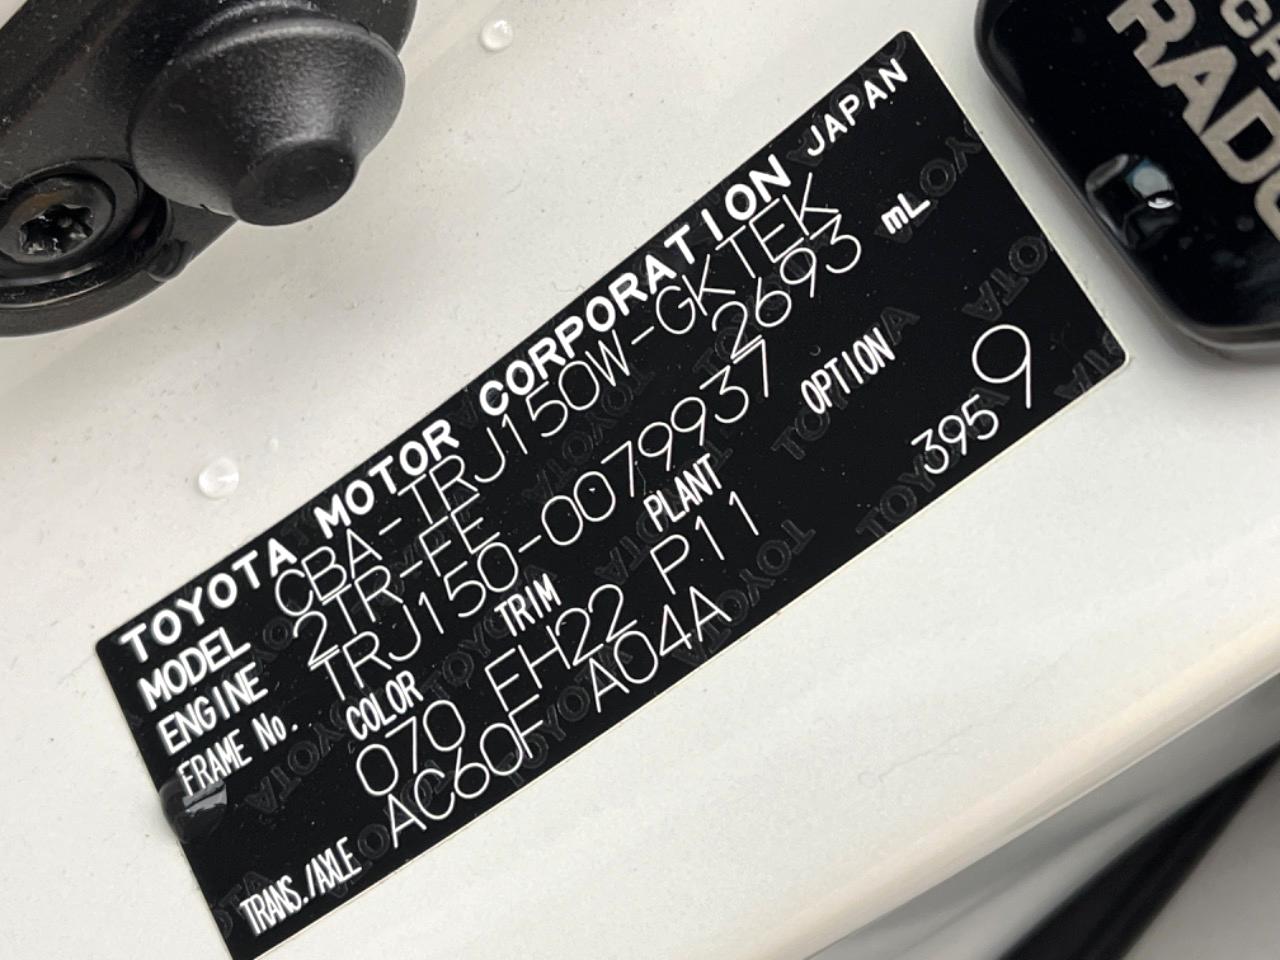 TOYOTA MOTOR CORPORATION JAPAN
MODEL CBA-TRJ150W-GKTEK
ENGINE 2TR-FE 2693 mL
FRAME No. TRJ150-0079937
COLOR TRIM PLANT OPTION
070 EH22 P11 395 9
TRANS./AXLE AC60F A04A